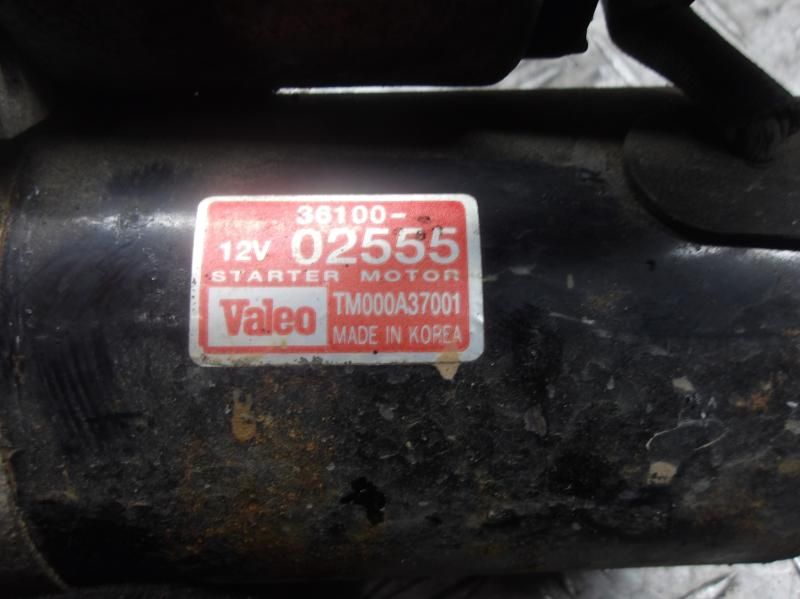 36100-
12V 02555
STARTER MOTOR
Valeo TM000A37001
MADE IN KOREA